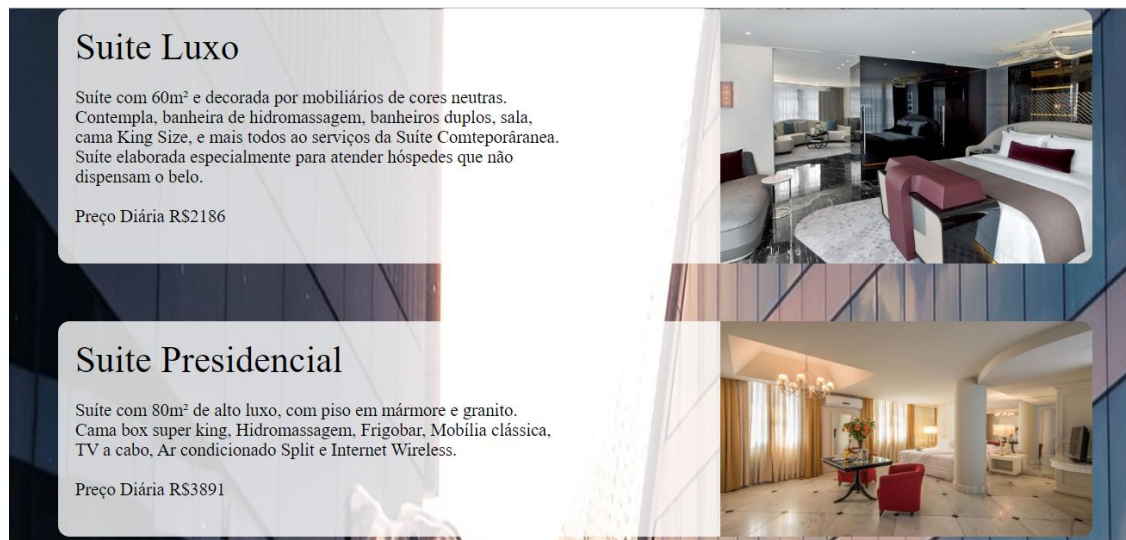 Suite Luxo
Suíte com 60m² e decorada por mobiliários de cores neutras.
Contempla, banheira de hidromassagem, banheiros duplos, sala,
cama King Size, e mais todos ao serviços da Suíte Comteporâranea.
Suíte elaborada especialmente para atender hóspedes que não
dispensam o belo.
Preço Diária R$2186
Suite Presidencial
Suíte com 80m² de alto luxo, com piso em mármore e granito.
Cama box super king, Hidromassagem, Frigobar, Mobília clássica,
TV a cabo, Ar condicionado Split e Internet Wireless.
Preço Diária R$3891